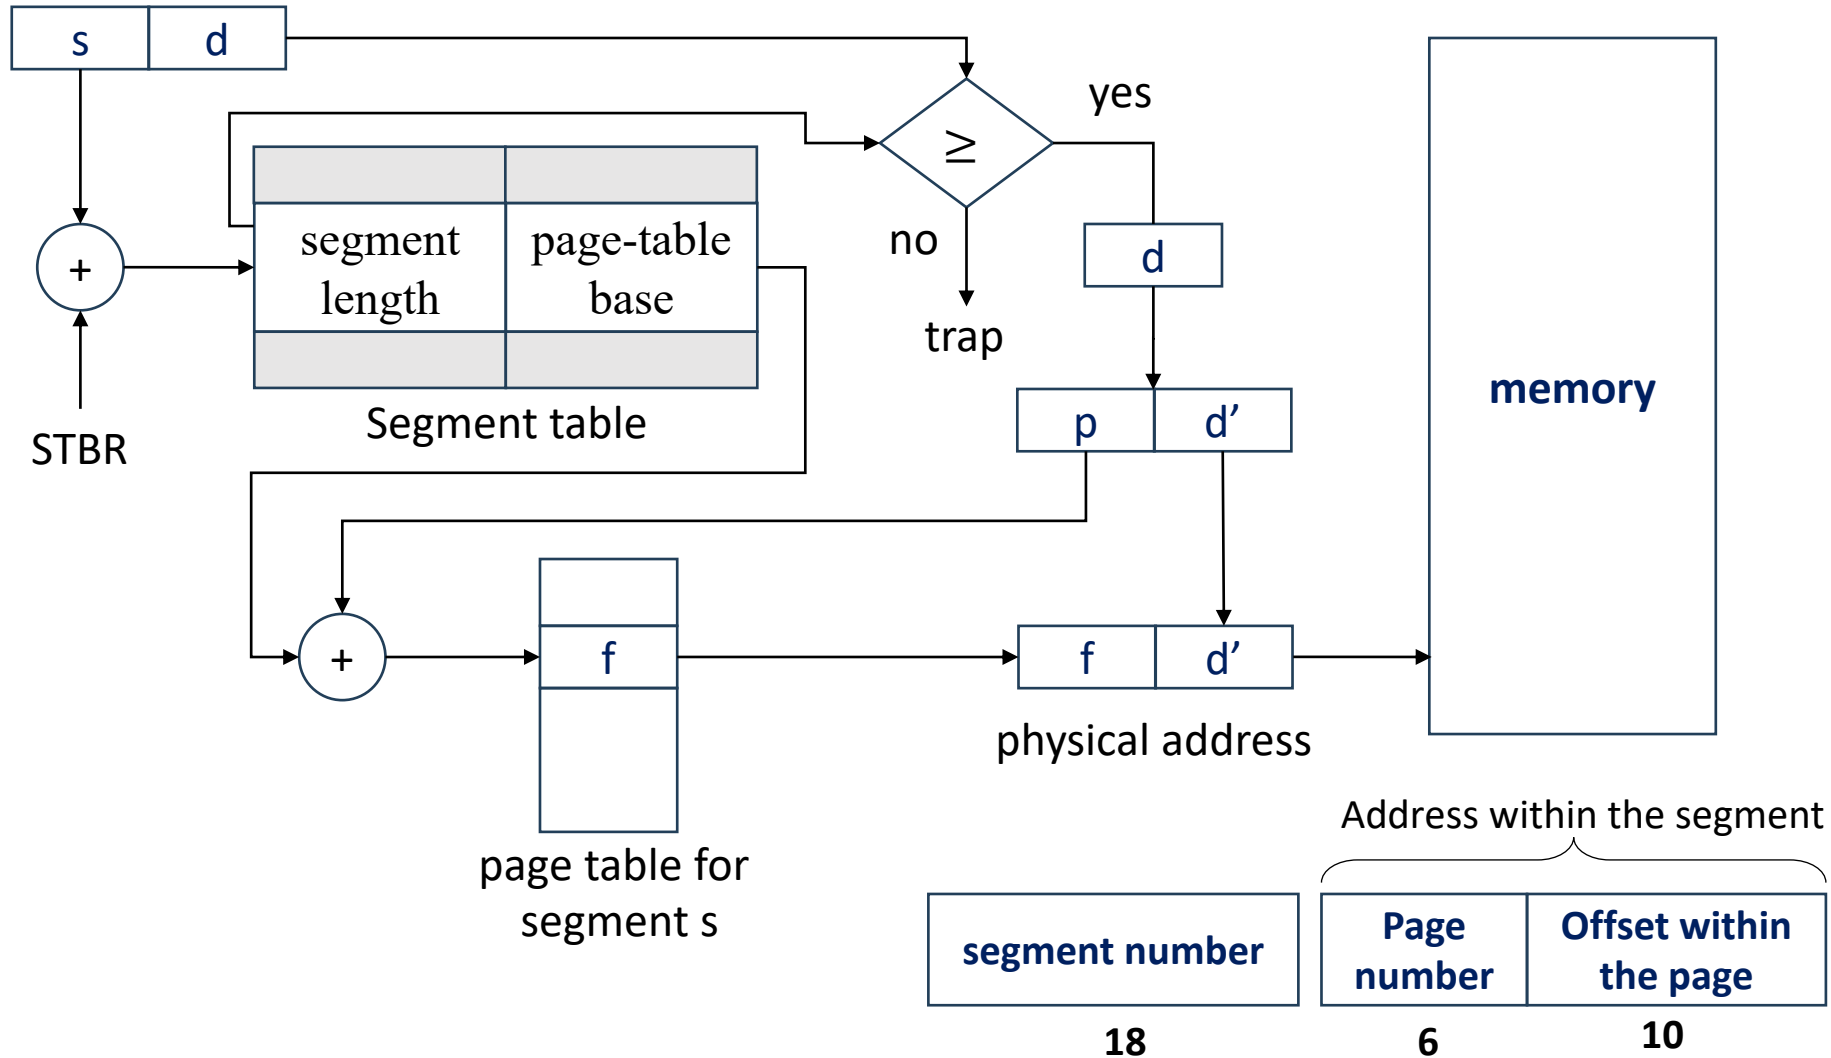 s d
yes
≥
segment length
page-table base
no
d
+
trap
memory
p d’
Segment table
STBR
f
+
f d’
physical address
Address within the segment
page table for
segment s
segment number
Page number
Offset within the page
18
6
10